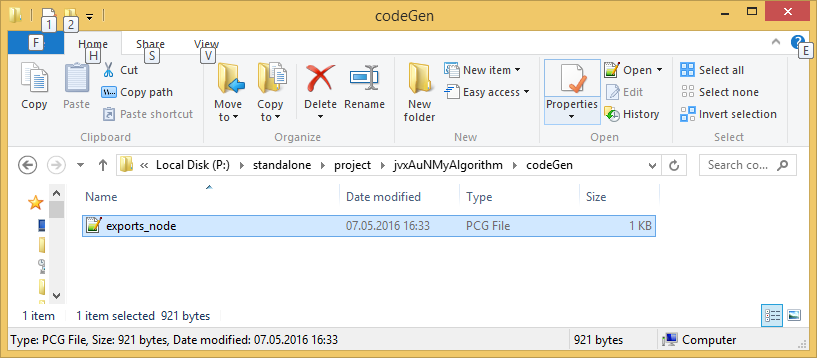 codeGen
1 2
F Home Share View E
H S V
Copy
Paste
Cut
Copy path
Paste shortcut
Clipboard
Move to
Copy to
Delete
Rename
Organize
New folder
New item
Easy access
New
Properties
Open
Edit
History
Open
Select all
Select none
Invert selection
Select
« Local Disk (P:) standalone project jvxAuNMyAlgorithm codeGen
Search co...
Name Date modified Type Size
exports_node 07.05.2016 16:33 PCG File 1 KB
1 item 1 item selected 921 bytes
Type: PCG File, Size: 921 bytes, Date modified: 07.05.2016 16:33 921 bytes Computer